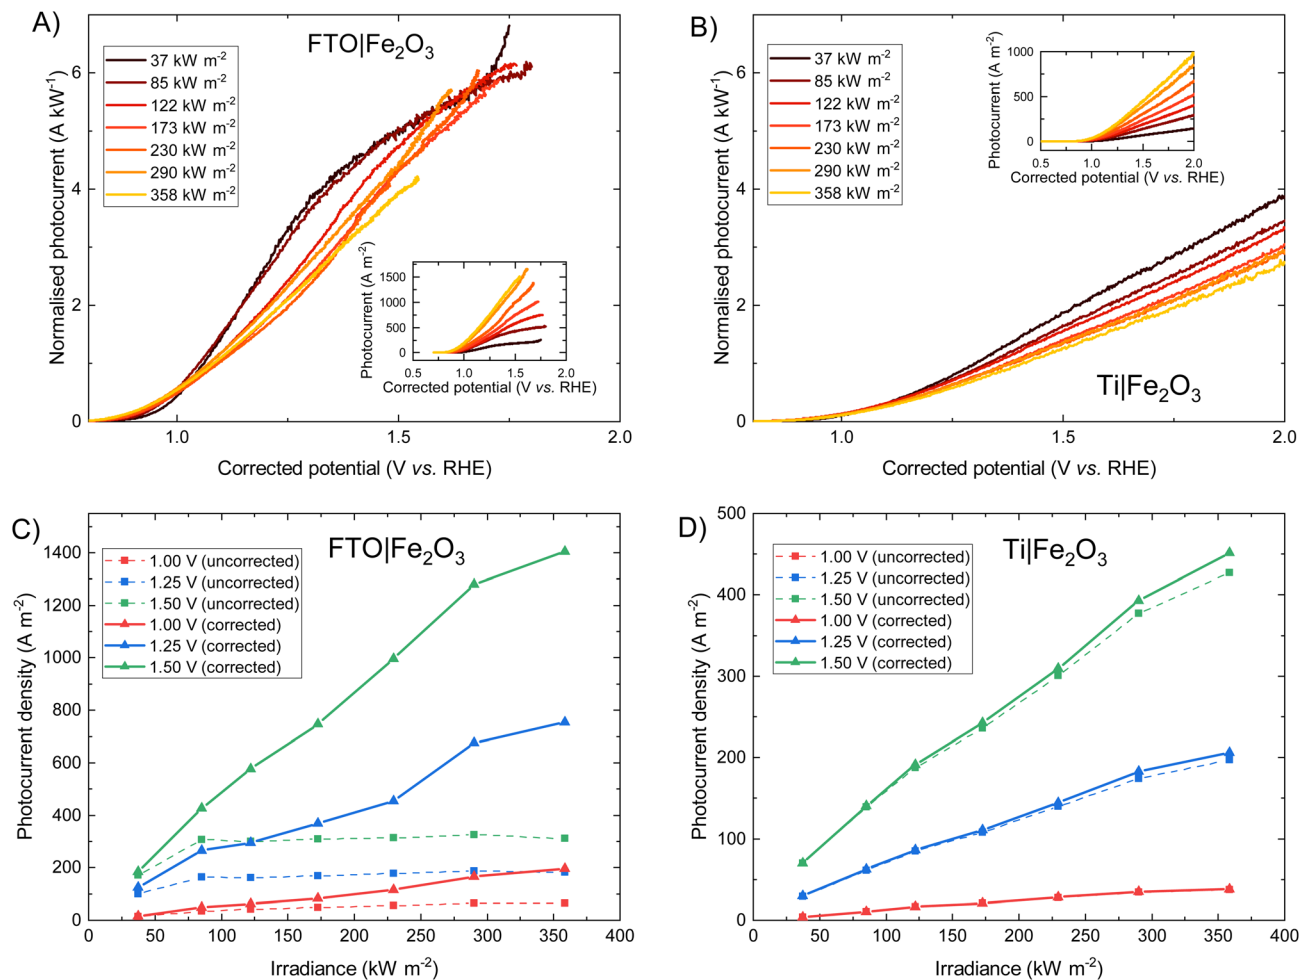 A)
FTO|Fe₂O₃
37 kW m⁻²
85 kW m⁻²
122 kW m⁻²
173 kW m⁻²
230 kW m⁻²
290 kW m⁻²
358 kW m⁻²
Normalised photocurrent (A kW⁻¹)
0
2
4
6
1.0
1.5
2.0
Corrected potential (V vs. RHE)
Photocurrent (A m⁻²)
1500
1000
500
0
0.5
1.0
1.5
2.0
Corrected potential (V vs. RHE)
B)
37 kW m⁻²
85 kW m⁻²
122 kW m⁻²
173 kW m⁻²
230 kW m⁻²
290 kW m⁻²
358 kW m⁻²
Photocurrent (A m⁻²)
1000
500
0
0.5
1.0
1.5
2.0
Corrected potential (V vs. RHE)
Ti|Fe₂O₃
Normalised photocurrent (A kW⁻¹)
0
2
4
6
1.0
1.5
2.0
Corrected potential (V vs. RHE)
C)
FTO|Fe₂O₃
1.00 V (uncorrected)
1.25 V (uncorrected)
1.50 V (uncorrected)
1.00 V (corrected)
1.25 V (corrected)
1.50 V (corrected)
Photocurrent density (A m⁻²)
1400
1200
1000
800
600
400
200
0
0
50
100
150
200
250
300
350
400
Irradiance (kW m⁻²)
D)
Ti|Fe₂O₃
1.00 V (uncorrected)
1.25 V (uncorrected)
1.50 V (uncorrected)
1.00 V (corrected)
1.25 V (corrected)
1.50 V (corrected)
Photocurrent density (A m⁻²)
500
400
300
200
100
0
0
50
100
150
200
250
300
350
400
Irradiance (kW m⁻²)